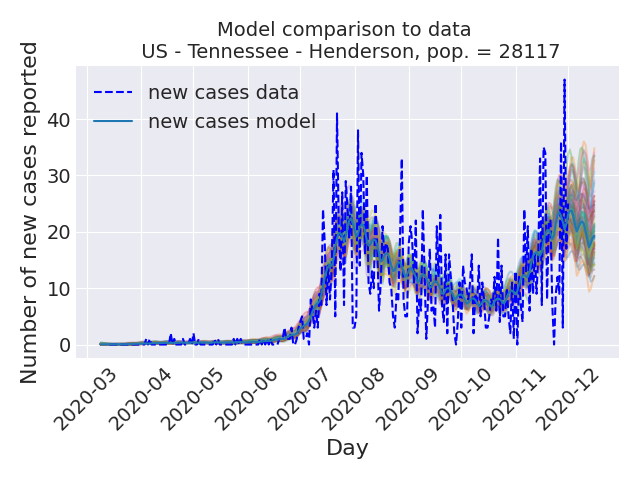 Model comparison to data
US - Tennessee - Henderson, pop. = 28117
Number of new cases reported
new cases data
new cases model
40
30
20
10
0
2020-03
2020-04
2020-05
2020-06
2020-07
2020-08
2020-09
2020-10
2020-11
2020-12
Day